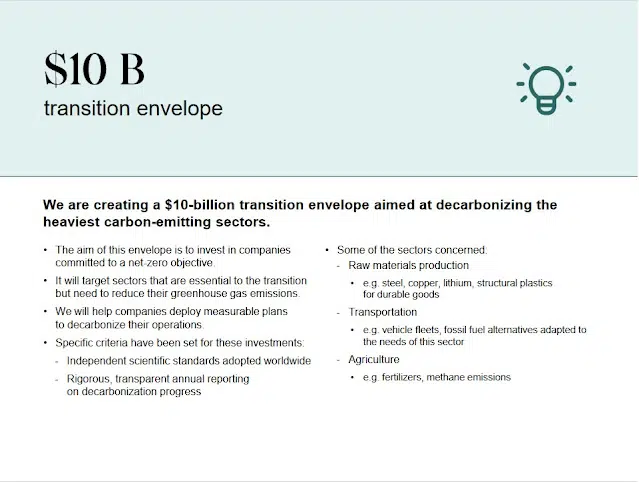 $10 B
transition envelope
We are creating a $10-billion transition envelope aimed at decarbonizing the
heaviest carbon-emitting sectors.
• The aim of this envelope is to invest in companies
committed to a net-zero objective.
• It will target sectors that are essential to the transition
but need to reduce their greenhouse gas emissions.
• We will help companies deploy measurable plans
to decarbonize their operations.
• Specific criteria have been set for these investments:
- Independent scientific standards adopted worldwide
- Rigorous, transparent annual reporting
on decarbonization progress
• Some of the sectors concerned:
- Raw materials production
• e.g. steel, copper, lithium, structural plastics
for durable goods
- Transportation
• e.g. vehicle fleets, fossil fuel alternatives adapted to
the needs of this sector
- Agriculture
• e.g. fertilizers, methane emissions